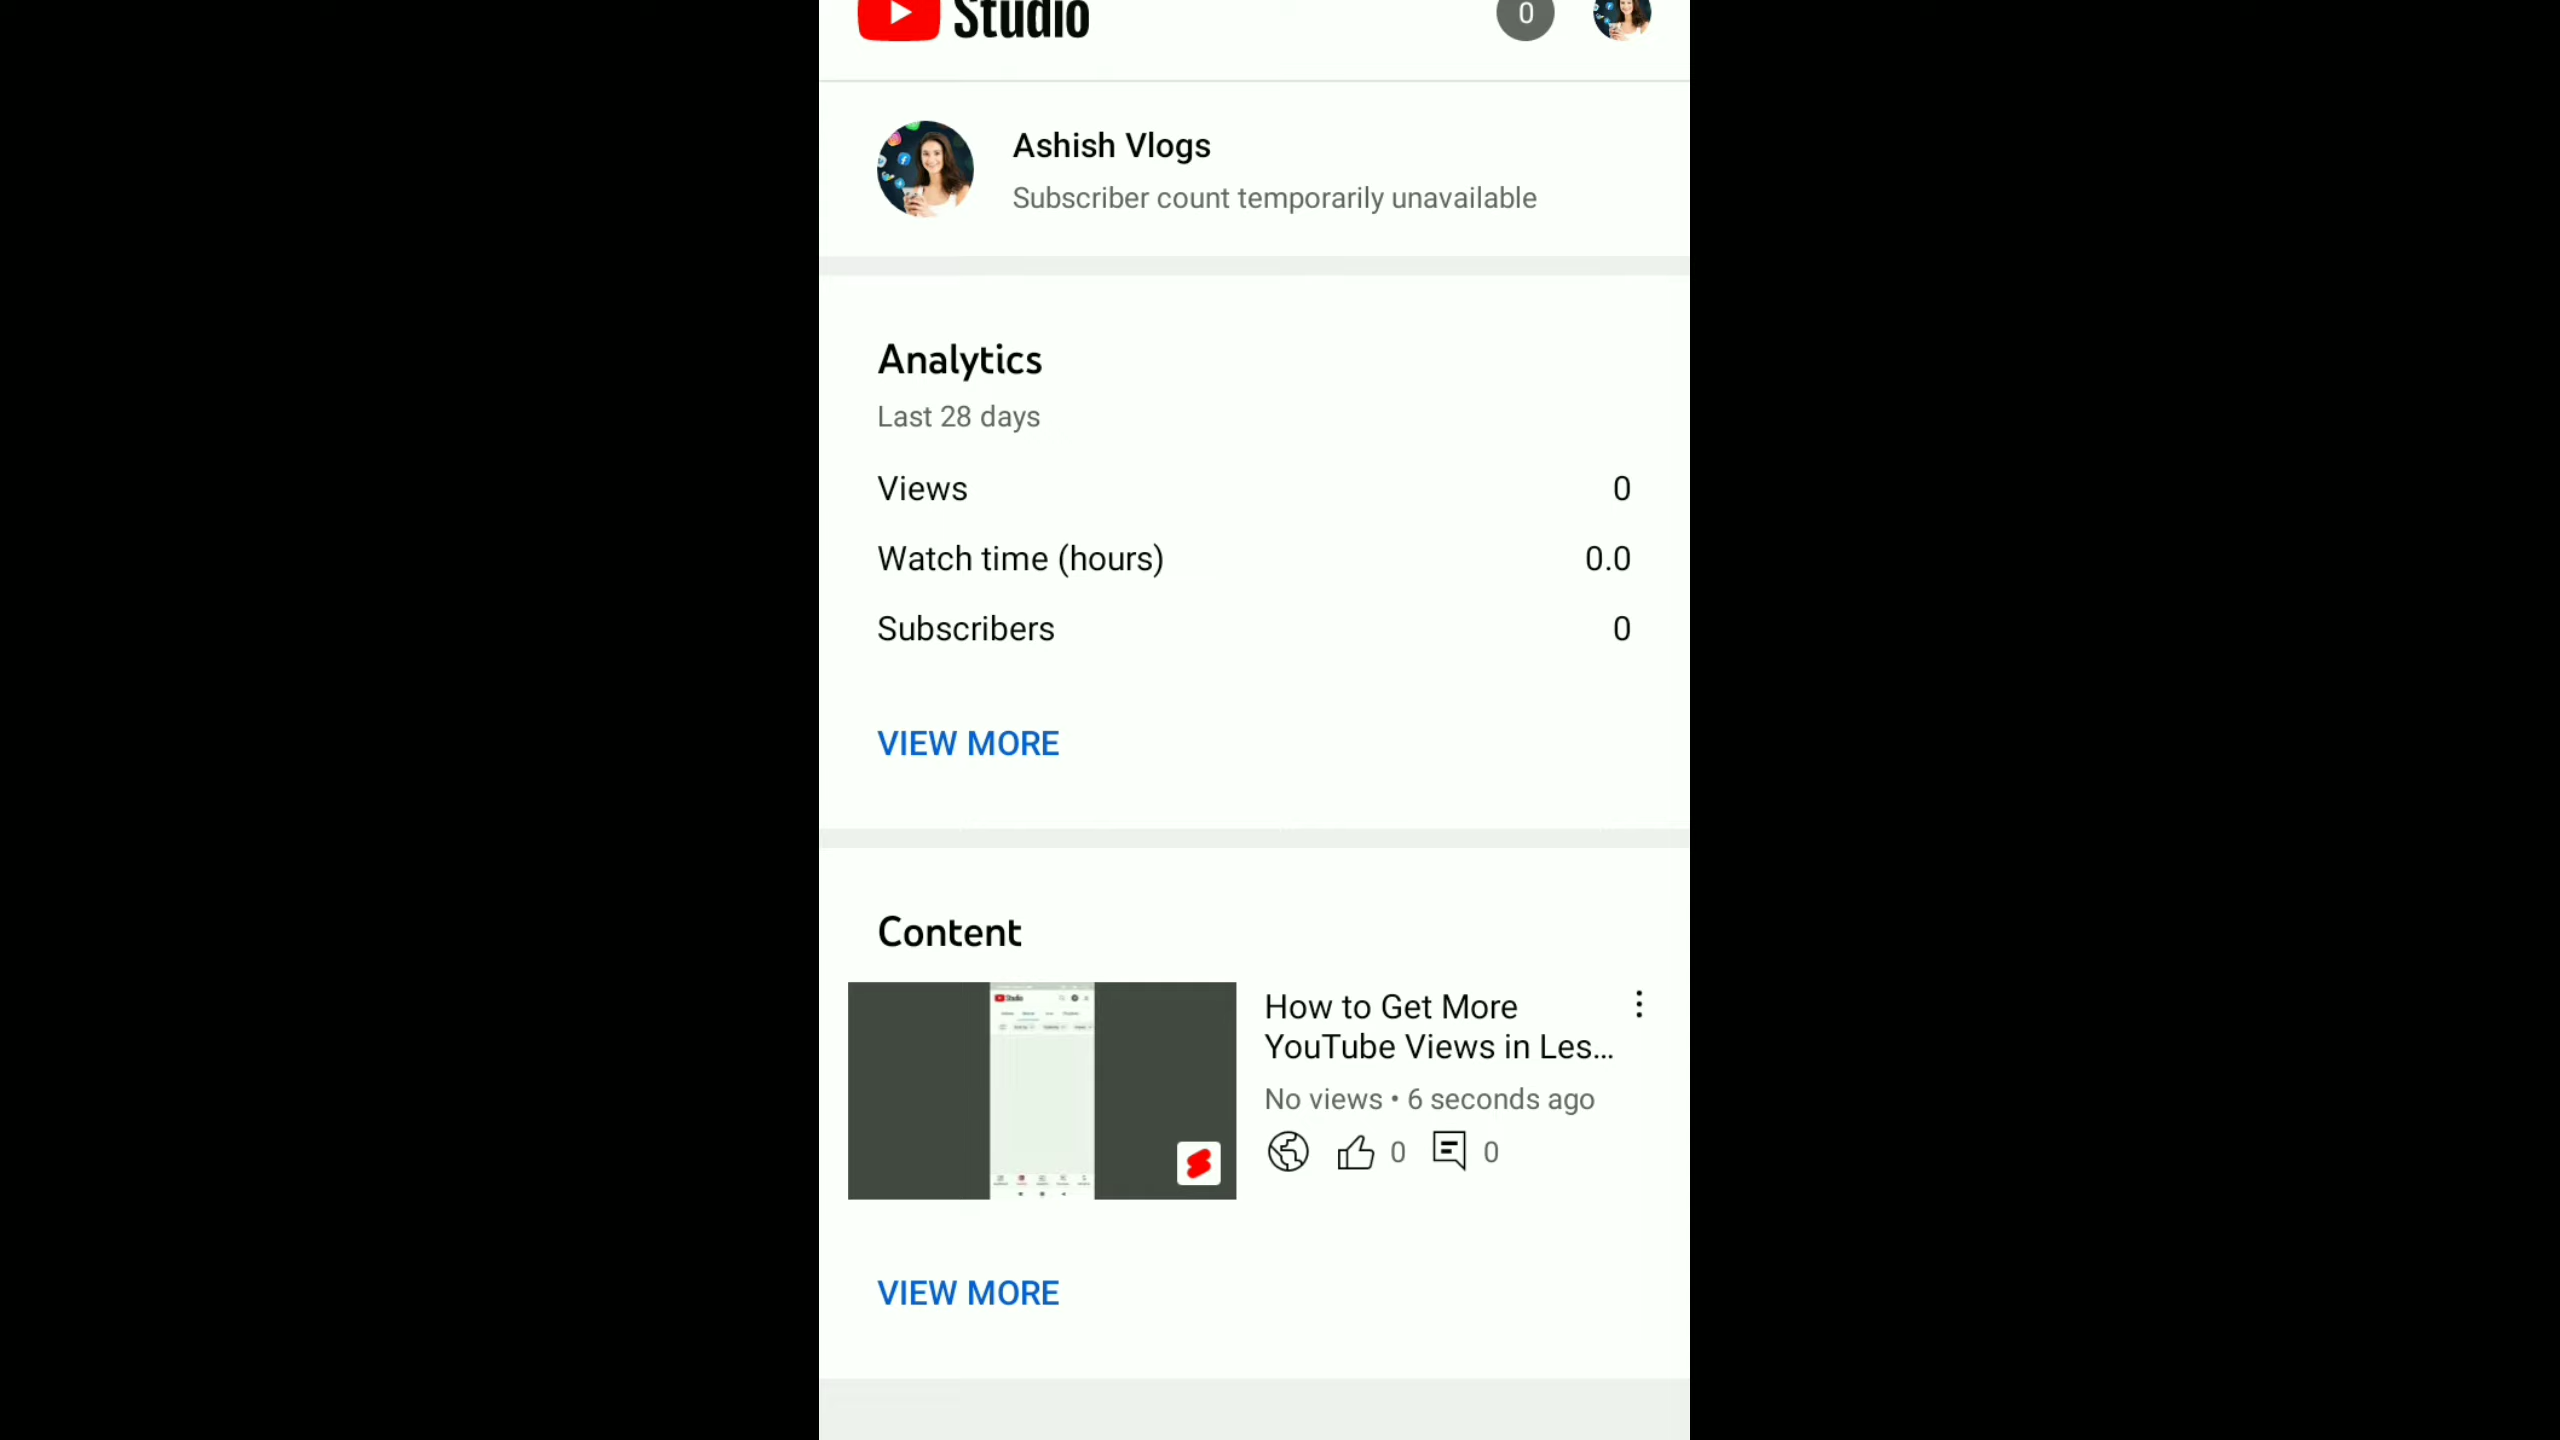 Studio
0
Ashish Vlogs
Subscriber count temporarily unavailable
Analytics
Last 28 days
Views 0
Watch time (hours) 0.0
Subscribers 0
VIEW MORE
Content
How to Get More
YouTube Views in Les...
No views • 6 seconds ago
0 0
VIEW MORE